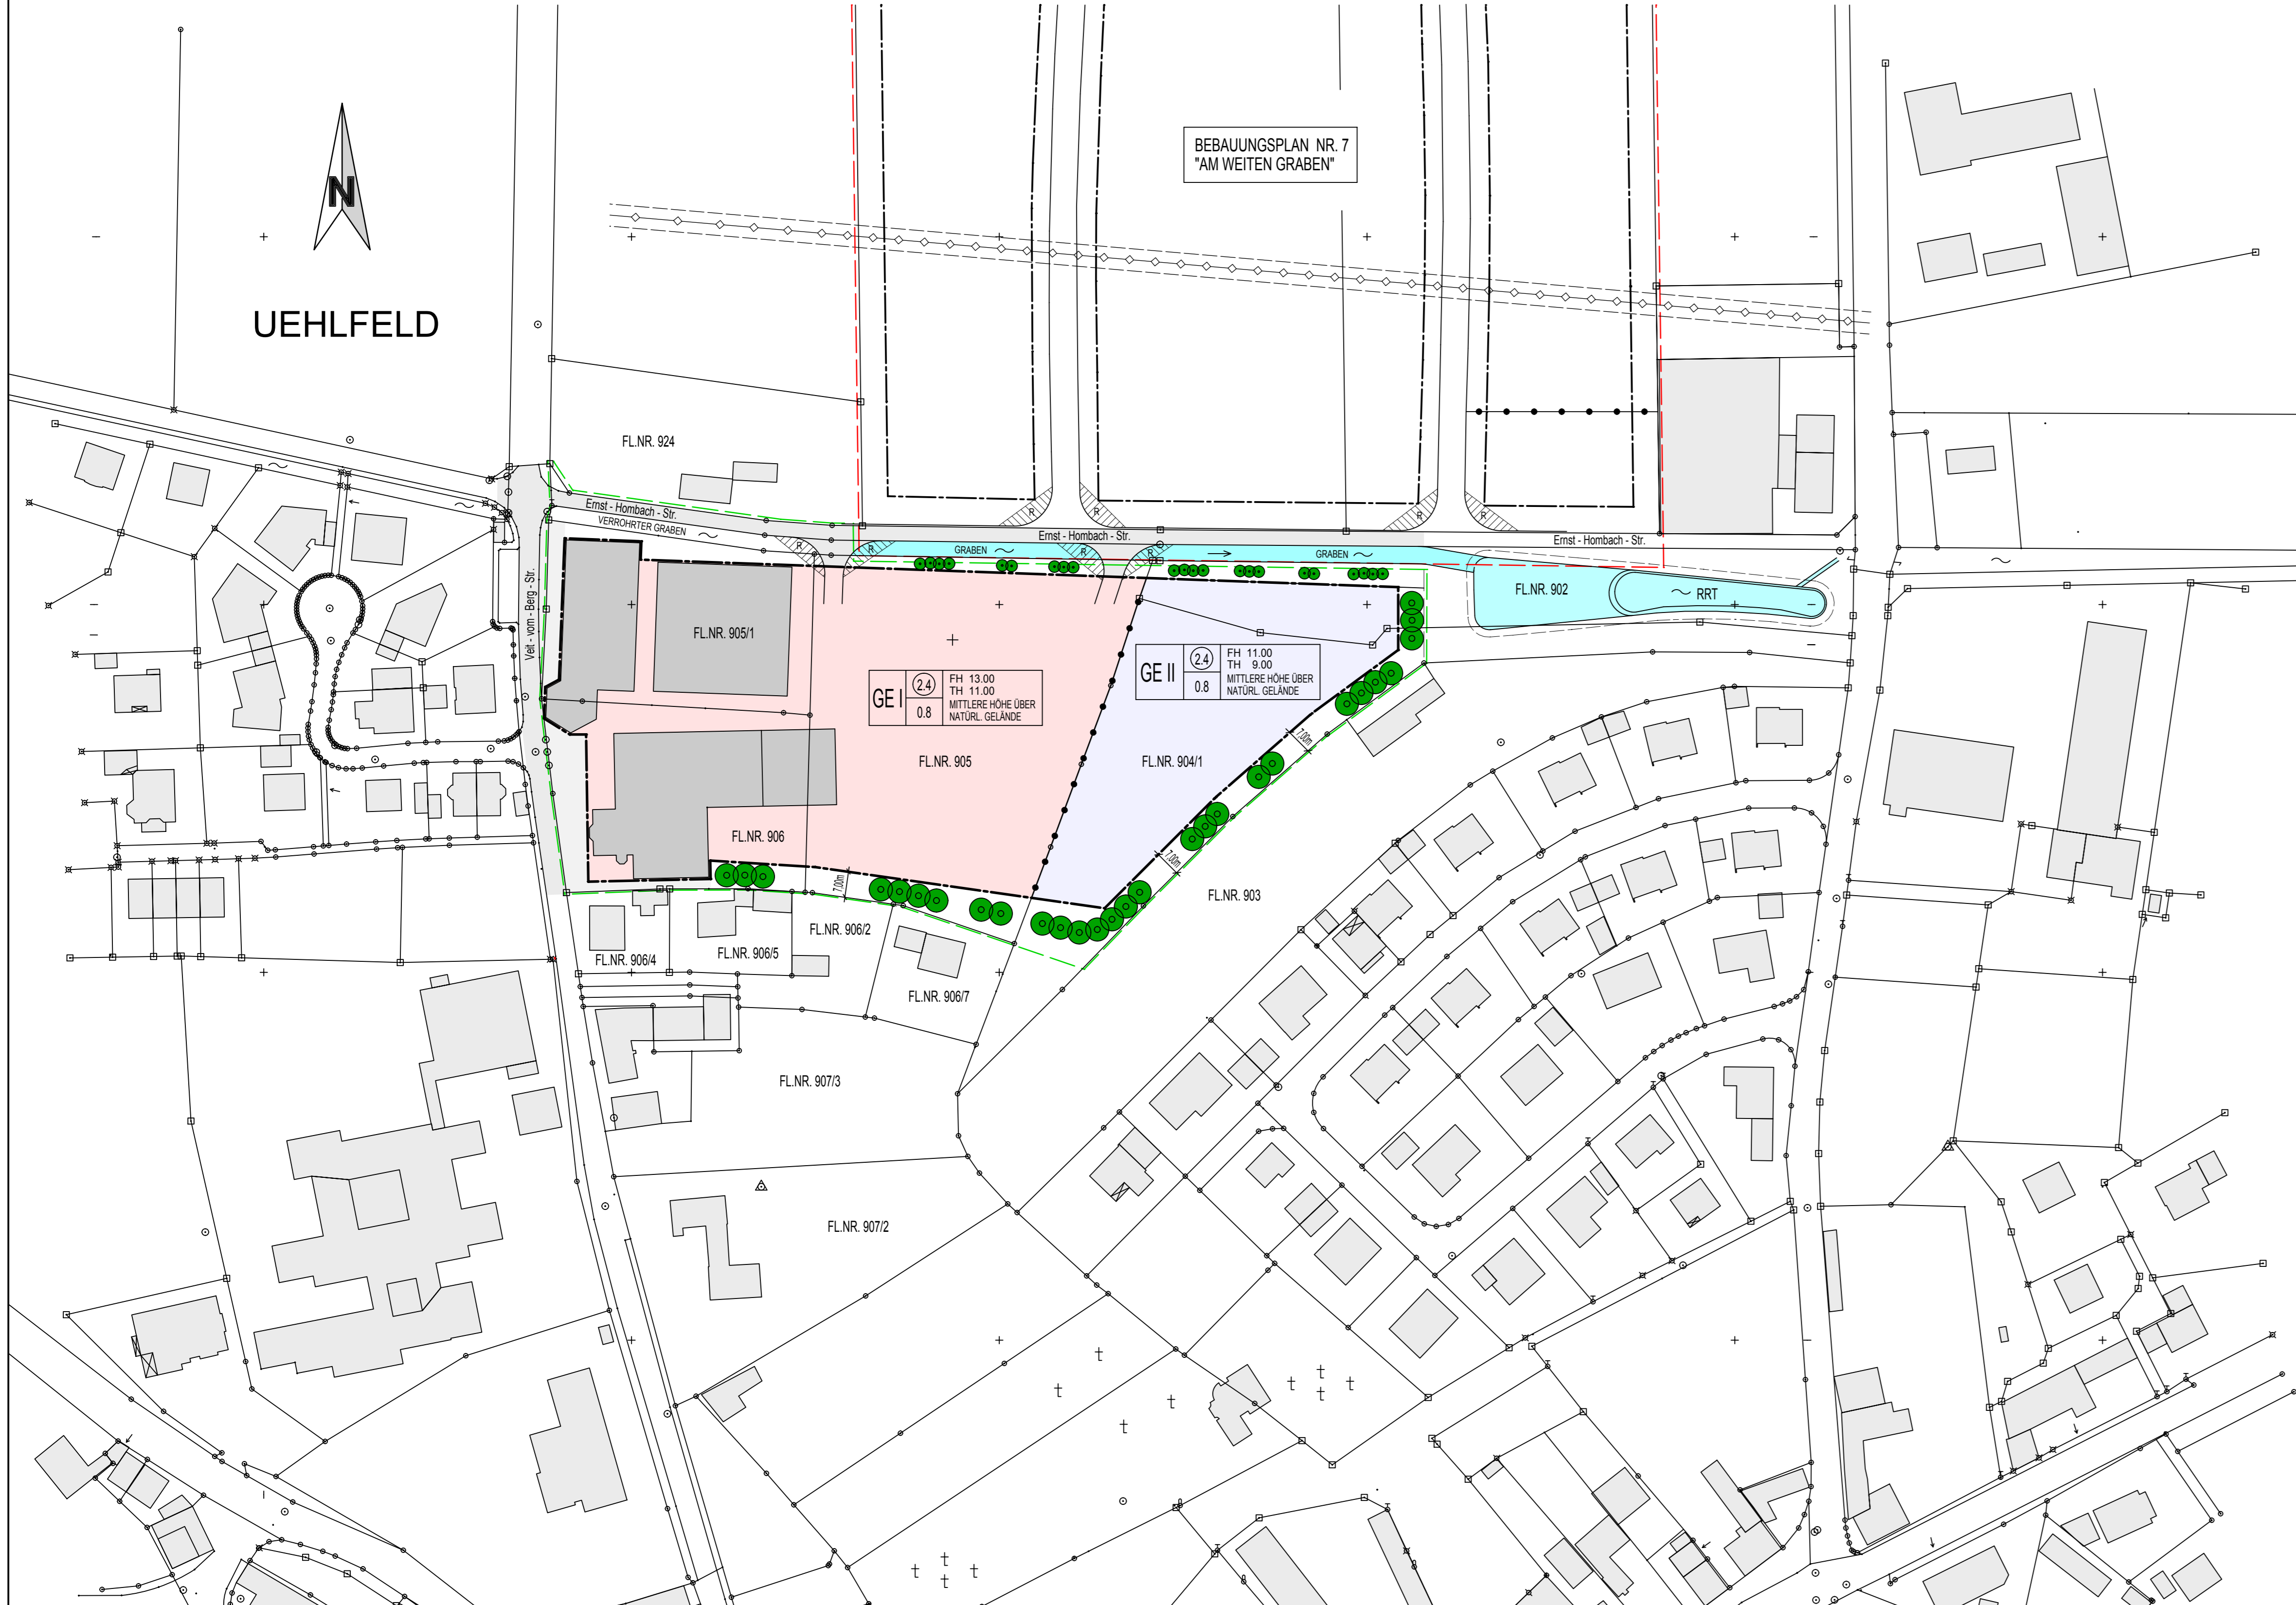 BEBAUUNGSPLAN NR. 7
"AM WEITEN GRABEN"
N
UEHLFELD
FL.NR. 924
Ernst - Hombach - Str.
VERROHRTER GRABEN
Ernst - Hombach - Str.
Ernst - Hombach - Str.
R
R
R
R
R
R
R
R
GRABEN
GRABEN
FL.NR. 902
RRT
Veit - vom - Berg - Str.
FL.NR. 905/1
GE I
2.4
0.8
FH 13.00
TH 11.00
MITTLERE HÖHE ÜBER
NATÜRL. GELÄNDE
GE II
2.4
0.8
FH 11.00
TH 9.00
MITTLERE HÖHE ÜBER
NATÜRL. GELÄNDE
FL.NR. 905
FL.NR. 904/1
7.00m
7.00m
7.00m
FL.NR. 906
FL.NR. 903
FL.NR. 906/2
FL.NR. 906/4
FL.NR. 906/5
FL.NR. 906/7
FL.NR. 907/3
FL.NR. 907/2